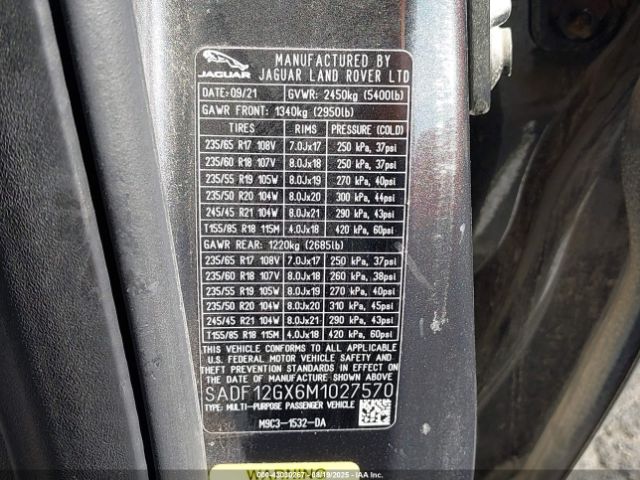 MANUFACTURED BY
JAGUAR JAGUAR LAND ROVER LTD
DATE>09/21 GVWR: 2450kg (5400lb)
GAWR FRONT: 1340kg (2950lb)
TIRES RIMS PRESSURE (COLD)
235/65 R17 108V 7.0Jx17 250 kPa, 37psi
235/60 R18 107V 8.0Jx18 250 kPa, 37psi
235/55 R19 105W 8.0Jx19 270 kPa, 40psi
235/50 R20 104W 8.0Jx20 300 kPa, 44psi
245/45 R21 104W 8.0Jx21 290 kPa, 43psi
T155/85 R18 115M 4.0Jx18 420 kPa, 60psi
GAWR REAR: 1220kg (2685lb)
235/65 R17 108V 7.0Jx17 250 kPa, 37psi
235/60 R18 107V 8.0Jx18 260 kPa, 38psi
235/55 R19 105W 8.0Jx19 270 kPa, 40psi
235/50 R20 104W 8.0Jx20 310 kPa, 45psi
245/45 R21 104W 8.0Jx21 290 kPa, 43psi
T155/85 R18 115M 4.0Jx18 420 kPa, 60psi
THIS VEHICLE CONFORMS TO ALL APPLICABLE
U.S. FEDERAL MOTOR VEHICLE SAFETY AND
THEFT PREVENTION STANDARDS IN EFFECT ON
THE DATE OF MANUFACTURE SHOWN ABOVE
SADF12GX6M1027570
TYPE: MULTI-PURPOSE PASSENGER VEHICLE
M9C3-1532-DA
WARNING